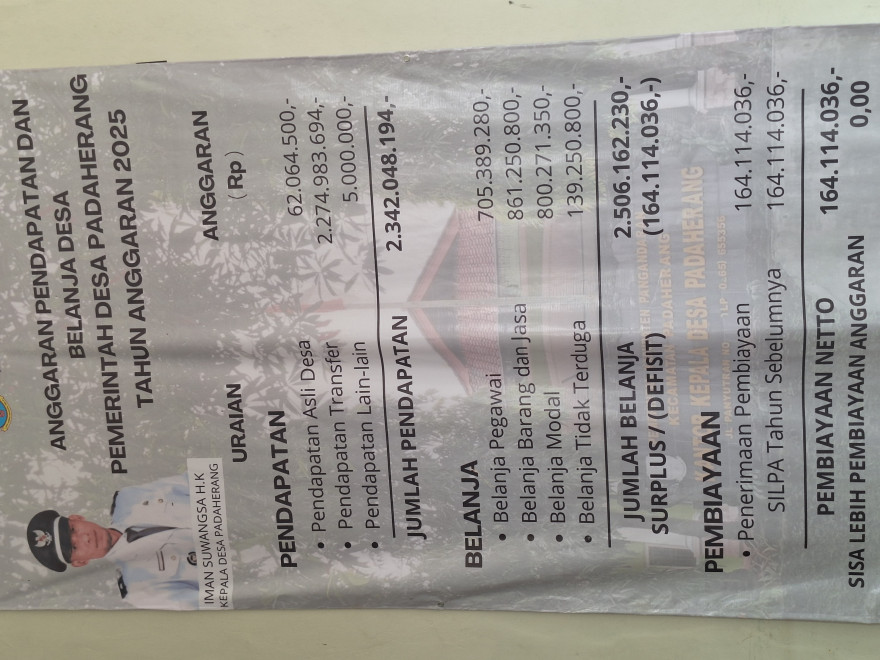 ANGGARAN PENDAPATAN DAN
BELANJA DESA
PEMERINTAH DESA PADAHERANG
TAHUN ANGGARAN 2025
IMAN SUWANGSA H.K
KEPALA DESA PADAHERANG
URAIAN ANGGARAN
( Rp )
PENDAPATAN
• Pendapatan Asli Desa 62.064.500,-
• Pendapatan Transfer 2.274.983.694,-
• Pendapatan Lain-lain 5.000.000,-
JUMLAH PENDAPATAN 2.342.048.194,-
BELANJA
• Belanja Pegawai 705.389.280,-
• Belanja Barang dan Jasa 861.250.800,-
• Belanja Modal 800.271.350,-
• Belanja Tidak Terduga 139.250.800,-
JUMLAH BELANJA 2.506.162.230,-
SURPLUS / (DEFISIT) (164.114.036,-)
PEMBIAYAAN
• Penerimaan Pembiayaan 164.114.036,-
SILPA Tahun Sebelumnya 164.114.036,-
PEMBIAYAAN NETTO 164.114.036,-
SISA LEBIH PEMBIAYAAN ANGGARAN 0,00
KECAMATAN PADAHERANG
KANTOR KEPALA DESA PADAHERANG